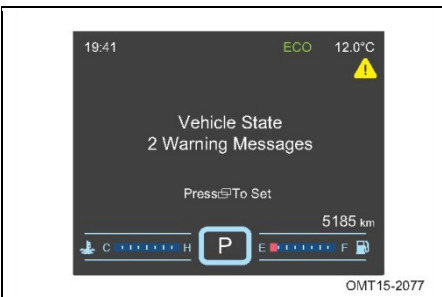 19:41 ECO 12.0°C
Vehicle State
2 Warning Messages
Press To Set
5185 km
C H P E F
OMT15-2077